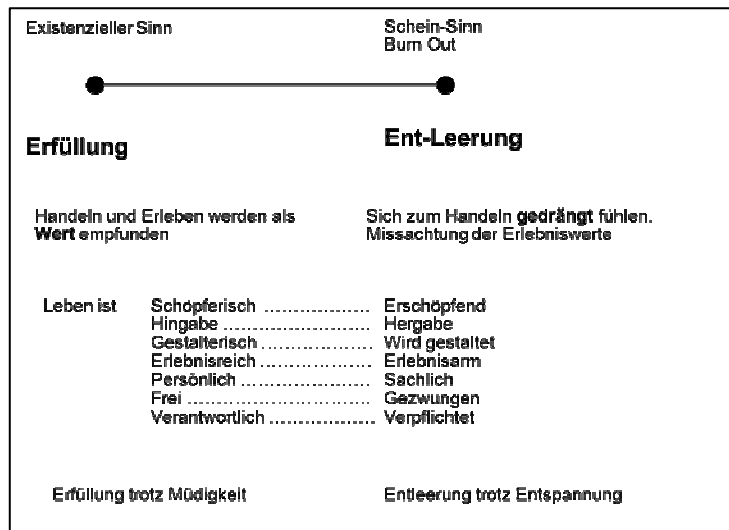 Existenzieller Sinn
Schein-Sinn
Burn Out
Erfüllung
Ent-Leerung
Handeln und Erleben werden als
Wert empfunden
Sich zum Handeln gedrängt fühlen.
Missachtung der Erlebniswerte
Leben ist Schöpferisch .................. Erschöpfend
Hingabe ......................... Hergabe
Gestalterisch .................. Wird gestaltet
Erlebnisreich .................. Erlebnisarm
Persönlich ...................... Sachlich
Frei ............................... Gezwungen
Verantwortlich ................. Verpflichtet
Erfüllung trotz Müdigkeit
Entleerung trotz Entspannung